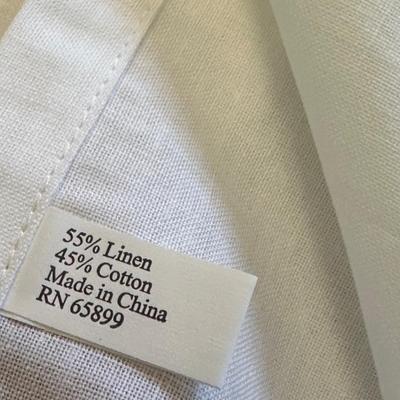 55% Linen
45% Cotton
Made in China
RN 65899